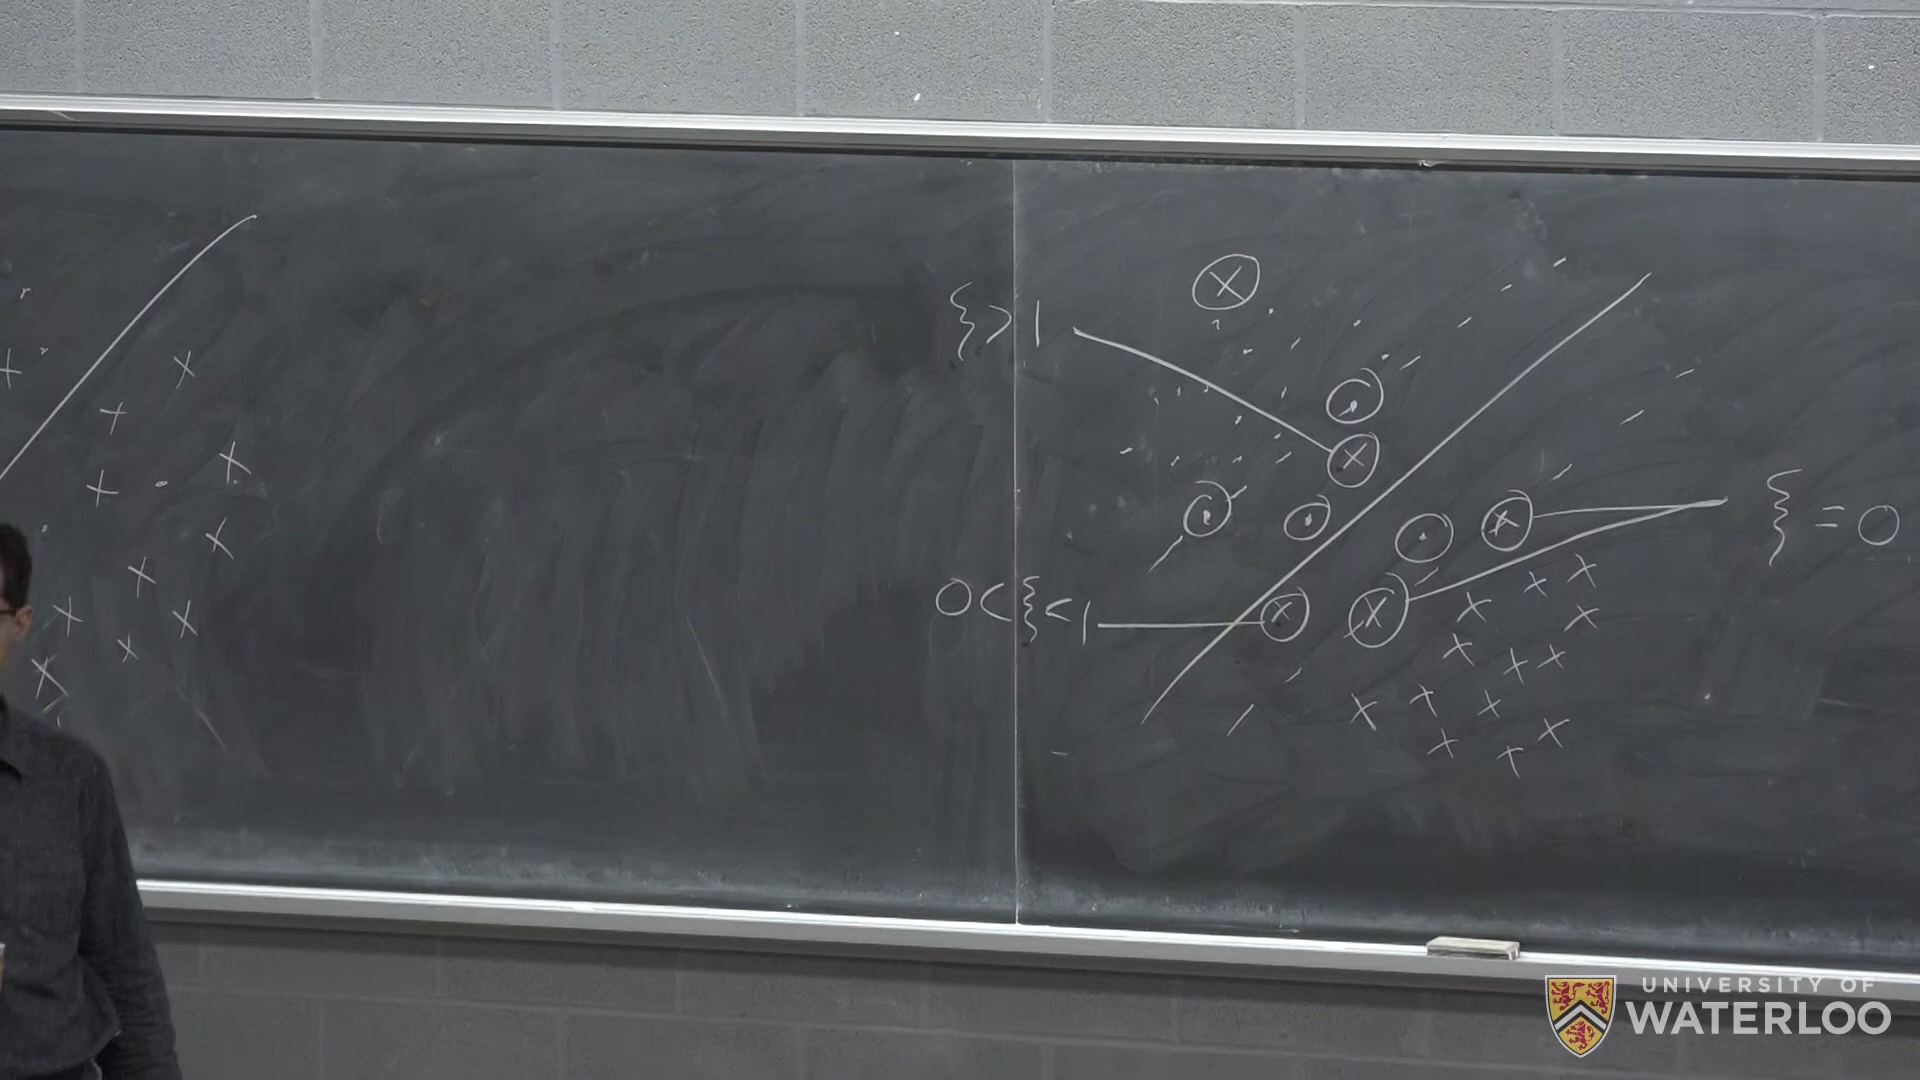 ξ > 1
ξ = 0
0 < ξ < 1
UNIVERSITY OF
WATERLOO